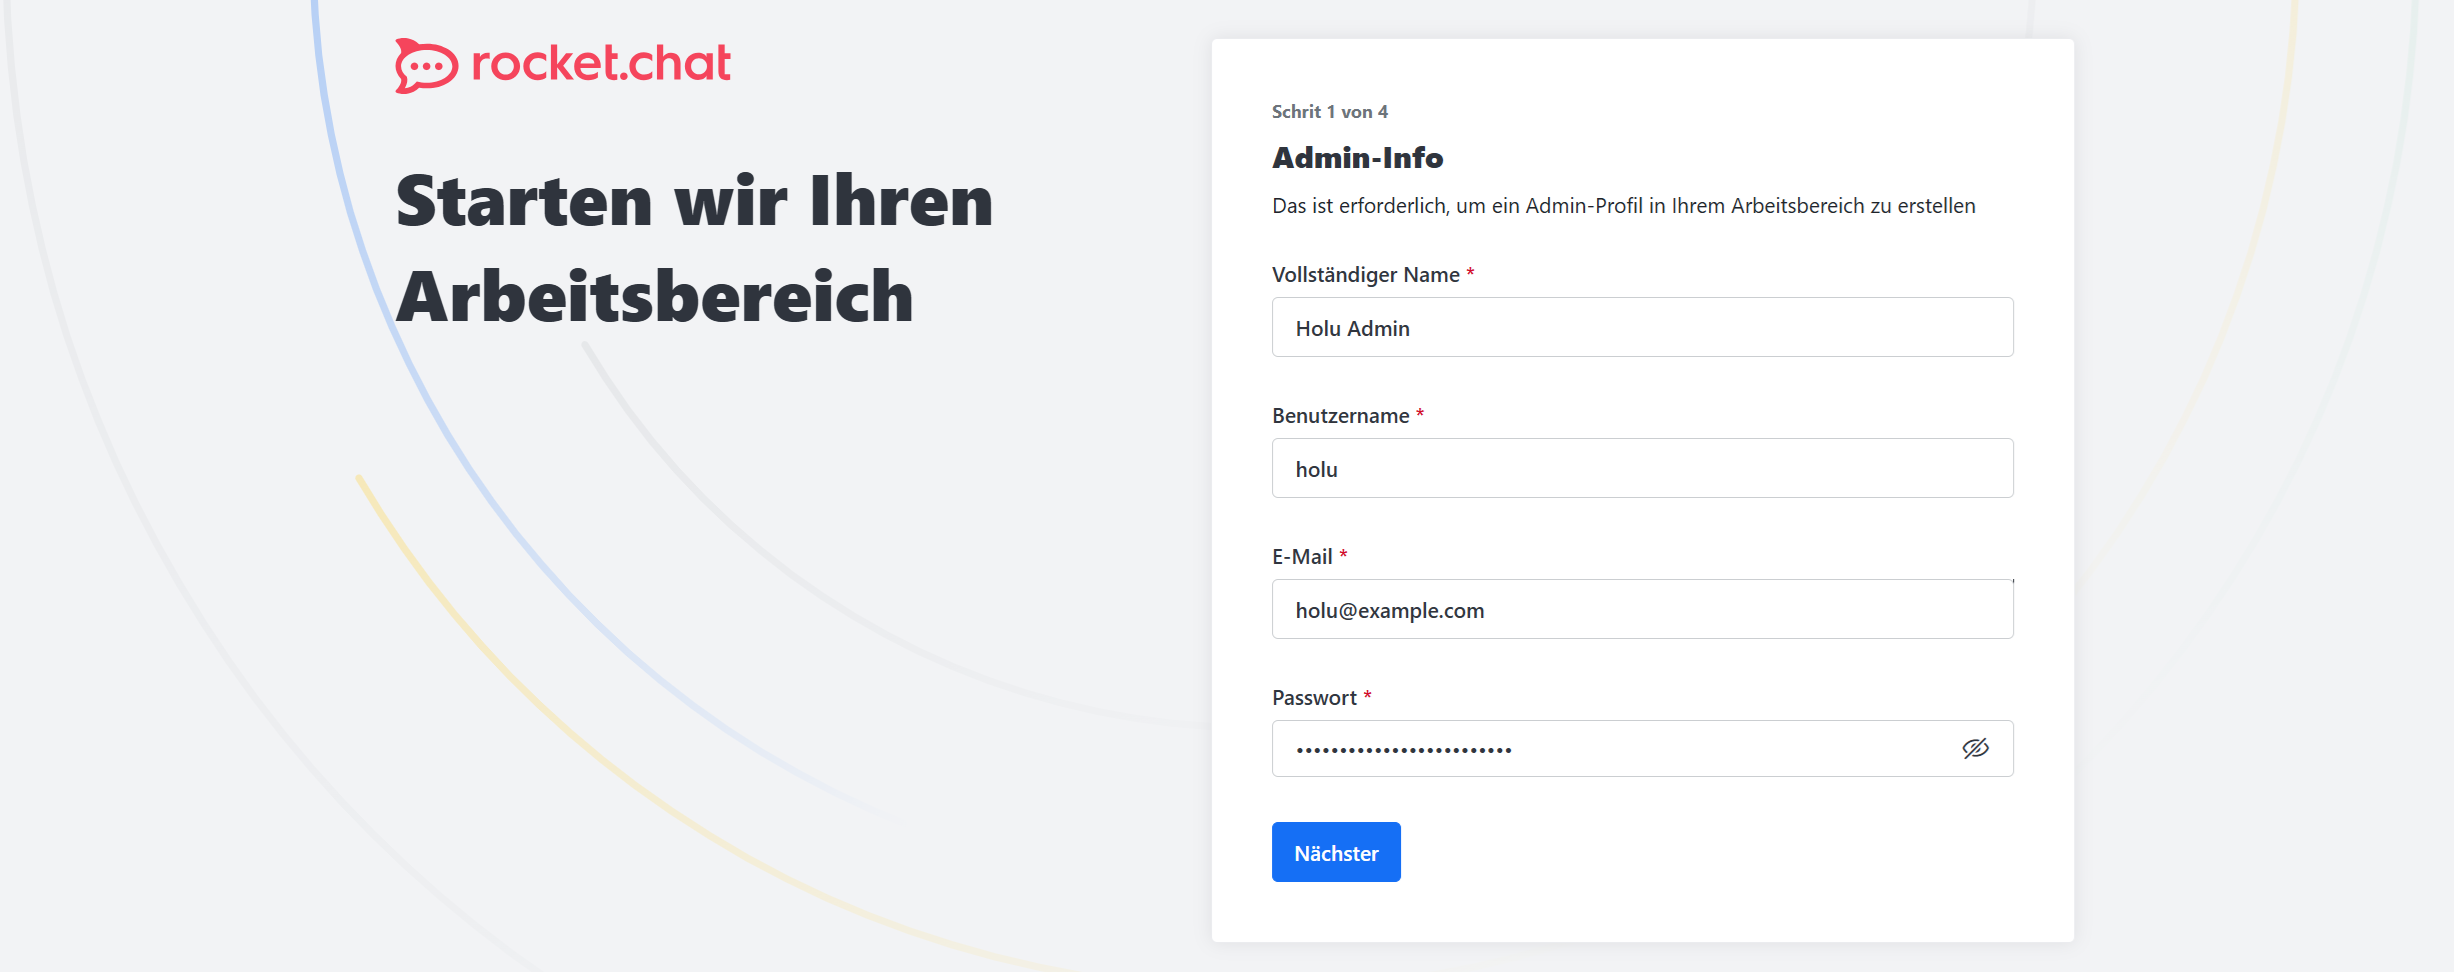 rocket.chat
Starten wir Ihren
Arbeitsbereich
Schrit 1 von 4
Admin-Info
Das ist erforderlich, um ein Admin-Profil in Ihrem Arbeitsbereich zu erstellen
Vollständiger Name *
Holu Admin
Benutzername *
holu
E-Mail *
holu@example.com
Passwort *
•••••••••••••••••••••••••
Nächster